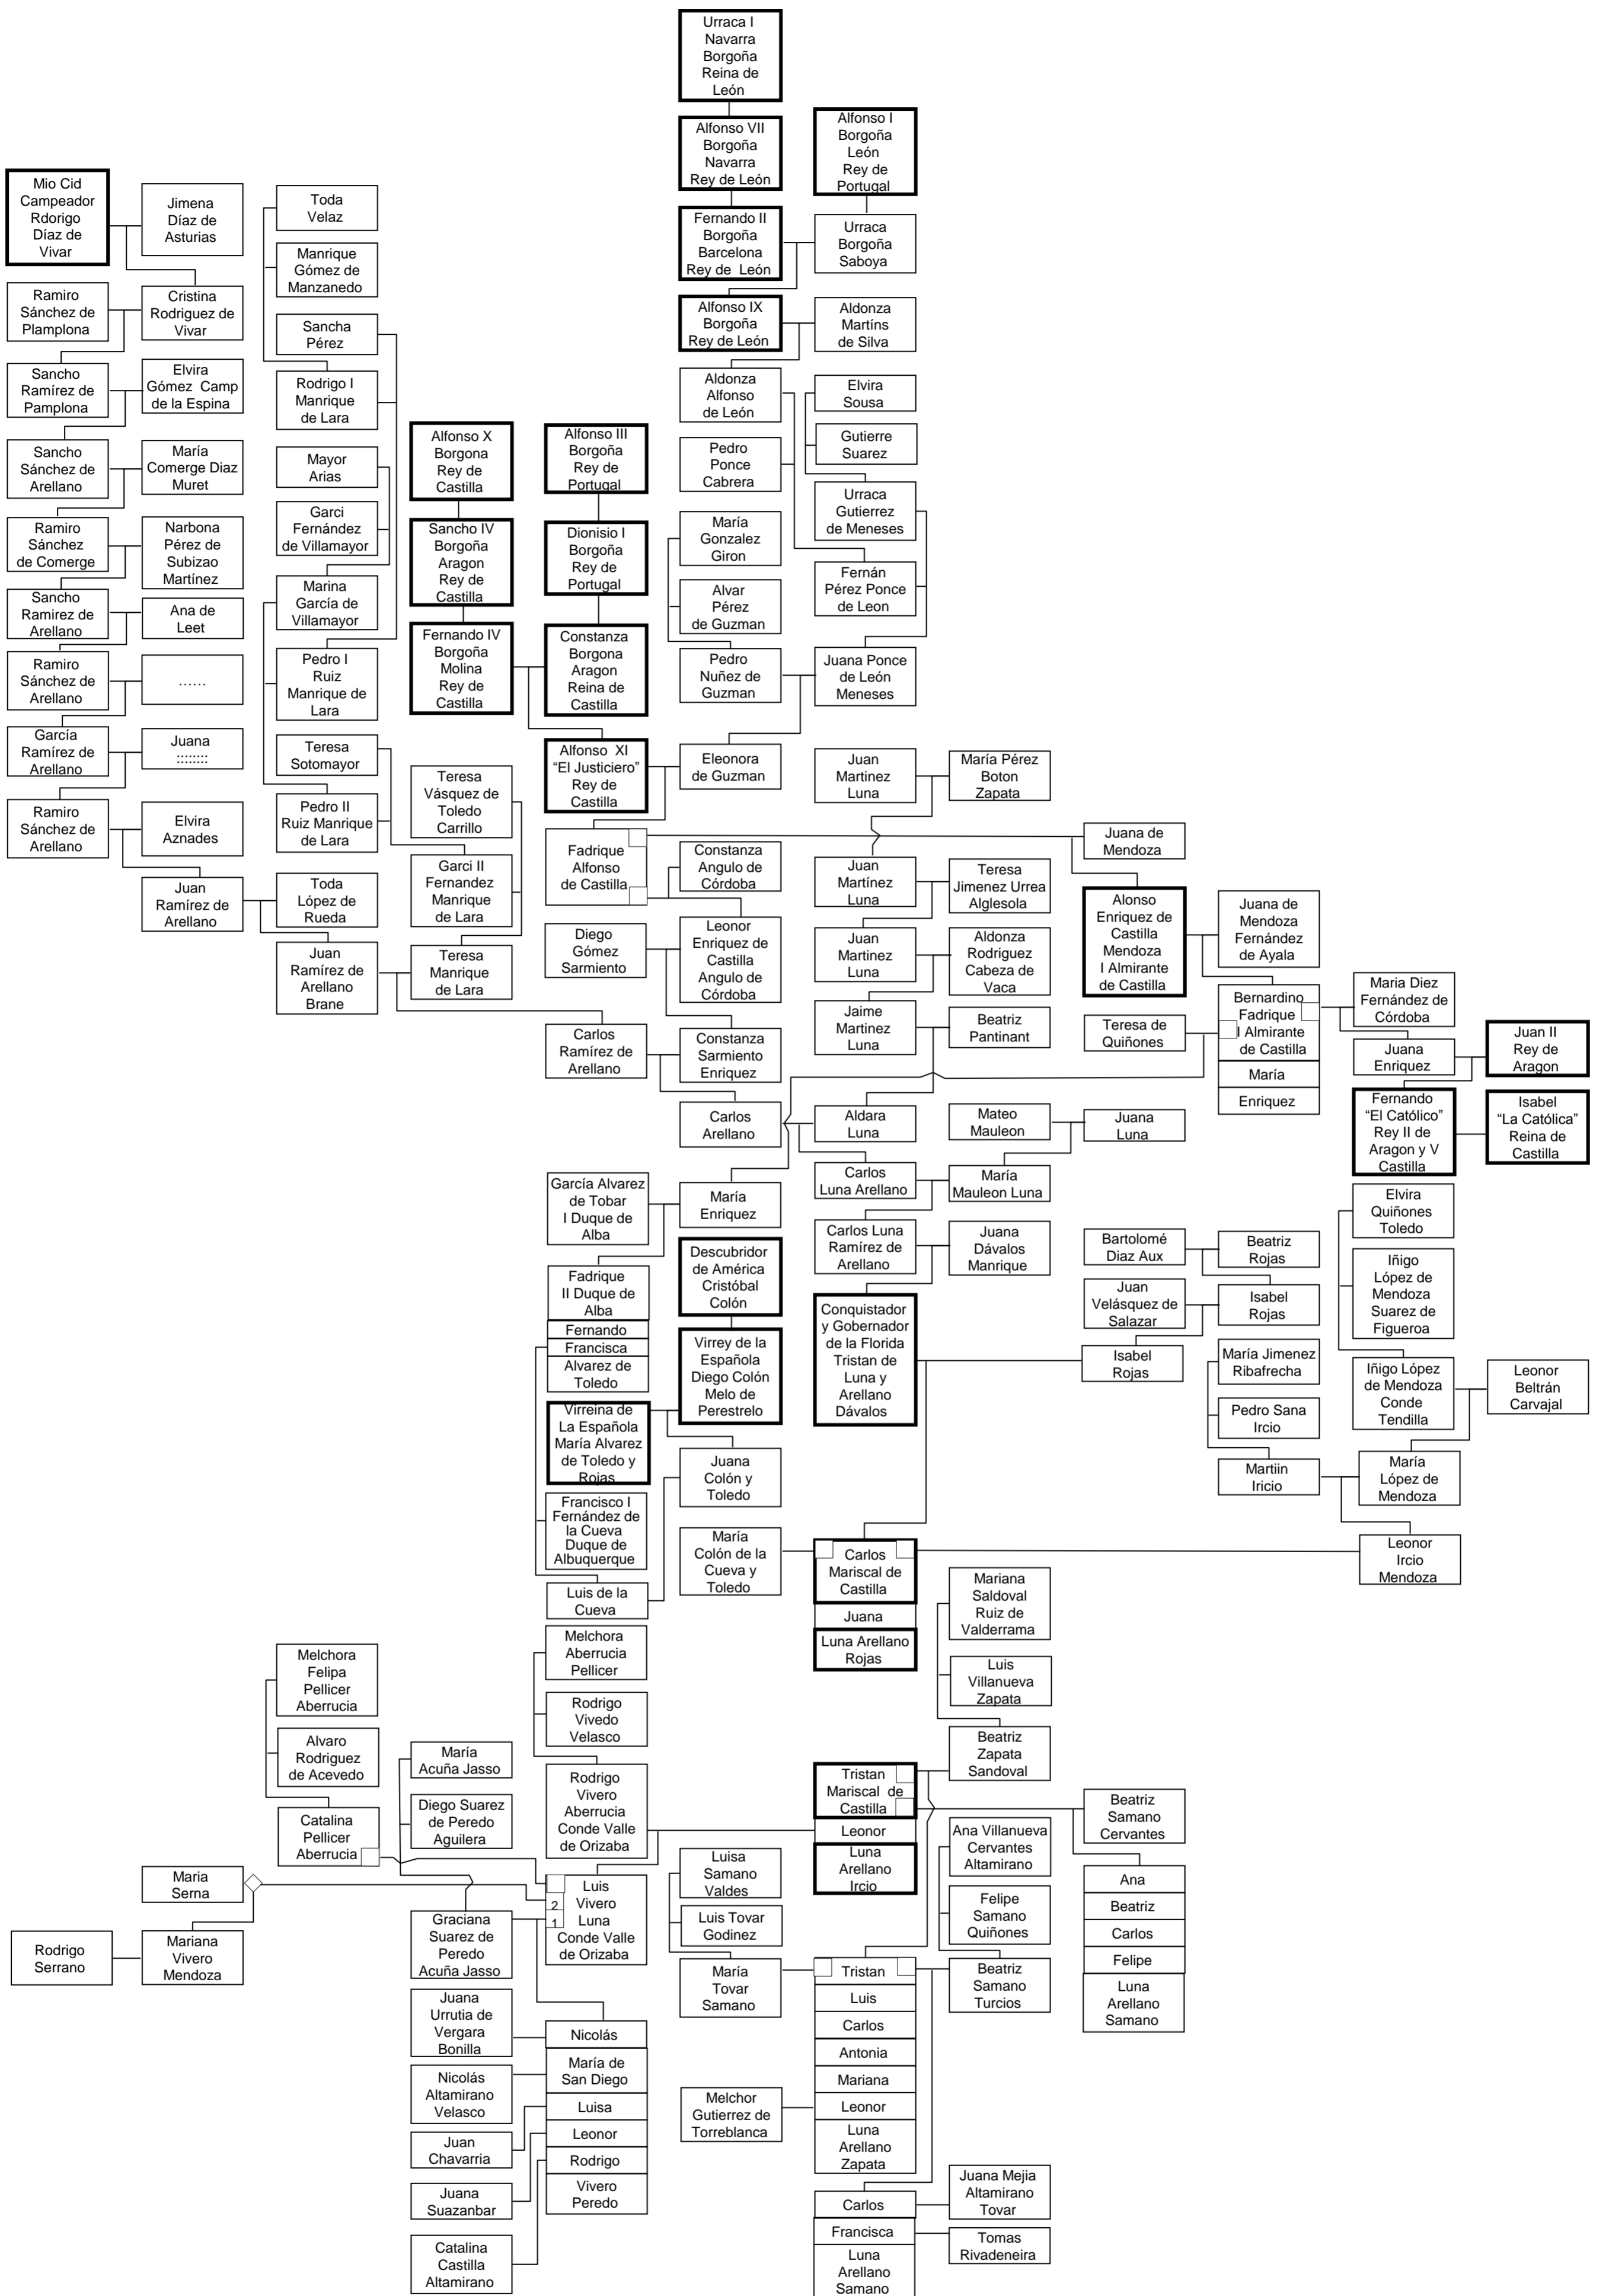 Urraca I
Navarra
Borgoña
Reina de
León
Alfonso VII
Borgoña
Navarra
Rey de León
Alfonso I
Borgoña
León
Rey de
Portugal
Mio Cid
Campeador
Rdorigo
Díaz de
Vivar
Jimena
Díaz de
Asturias
Toda
Velaz
Fernando II
Borgoña
Barcelona
Rey de León
Urraca
Borgoña
Saboya
Manrique
Gómez de
Manzanedo
Ramiro
Sánchez de
Plamplona
Cristina
Rodriguez de
Vivar
Sancha
Pérez
Alfonso IX
Borgoña
Rey de León
Aldonza
Martíns
de Silva
Sancho
Ramírez de
Pamplona
Elvira
Gómez Camp
de la Espina
Rodrigo I
Manrique
de Lara
Aldonza
Alfonso
de León
Elvira
Sousa
Gutierre
Suarez
Sancho
Sánchez de
Arellano
María
Comerge Diaz
Muret
Mayor
Arias
Alfonso X
Borgona
Rey de
Castilla
Alfonso III
Borgoña
Rey de
Portugal
Pedro
Ponce
Cabrera
Urraca
Gutierrez
de Meneses
Ramiro
Sánchez
de Comerge
Narbona
Pérez de
Subizao
Martínez
Garci
Fernández
de Villamayor
Sancho IV
Borgoña
Aragon
Rey de
Castilla
Dionisio I
Borgoña
Rey de
Portugal
María
Gonzalez
Giron
Fernán
Pérez Ponce
de Leon
Sancho
Ramirez de
Arellano
Ana de
Leet
Marina
García de
Villamayor
Alvar
Pérez
de Guzman
Fernando IV
Borgoña
Molina
Rey de
Castilla
Constanza
Borgona
Aragon
Reina de
Castilla
Ramiro
Sánchez de
Arellano
......
Pedro I
Ruiz
Manrique de
Lara
Pedro
Nuñez de
Guzman
Juana Ponce
de León
Meneses
García
Ramírez de
Arellano
Juana
::::::::
Teresa
Sotomayor
Alfonso XI
“El Justiciero”
Rey de
Castilla
Eleonora
de Guzman
Juan
Martinez
Luna
María Pérez
Boton
Zapata
Teresa
Vásquez de
Toledo
Carrillo
Ramiro
Sánchez de
Arellano
Elvira
Aznades
Pedro II
Ruiz Manrique
de Lara
Fadrique
Alfonso
de Castilla
Constanza
Angulo de
Córdoba
Juana de
Mendoza
Juan
Ramírez de
Arellano
Toda
López de
Rueda
Garci II
Fernandez
Manrique
de Lara
Juan
Martínez
Luna
Teresa
Jimenez Urrea
Alglesola
Alonso
Enriquez de
Castilla
Mendoza
I Almirante
de Castilla
Juana de
Mendoza
Fernández
de Ayala
Juan
Ramírez de
Arellano
Brane
Teresa
Manrique
de Lara
Diego
Gómez
Sarmiento
Leonor
Enriquez de
Castilla
Angulo de
Córdoba
Juan
Martinez
Luna
Aldonza
Rodriguez
Cabeza de
Vaca
Bernardino
Fadrique
I Almirante
de Castilla
María
Enriquez
Maria Diez
Fernández de
Córdoba
Carlos
Ramírez de
Arellano
Constanza
Sarmiento
Enriquez
Jaime
Martinez
Luna
Beatriz
Pantinant
Teresa de
Quiñones
Juana
Enriquez
Juan II
Rey de
Aragon
Carlos
Arellano
Aldara
Luna
Mateo
Mauleon
Juana
Luna
Fernando
“El Católico”
Rey II de
Aragon y V
Castilla
Isabel
“La Católica”
Reina de
Castilla
Carlos
Luna Arellano
María
Mauleon Luna
García Alvarez
de Tobar
I Duque de
Alba
María
Enriquez
Elvira
Quiñones
Toledo
Carlos Luna
Ramírez de
Arellano
Juana
Dávalos
Manrique
Bartolomé
Diaz Aux
Beatriz
Rojas
Iñigo
López de
Mendoza
Suarez de
Figueroa
Fadrique
II Duque de
Alba
Fernando
Francisca
Alvarez de
Toledo
Descubridor
de América
Cristóbal
Colón
Juan
Velásquez de
Salazar
Isabel
Rojas
Conquistador
y Gobernador
de la Florida
Tristan de
Luna y
Arellano
Dávalos
Virrey de la
Española
Diego Colón
Melo de
Perestrelo
Isabel
Rojas
María Jimenez
Ribafrecha
Iñigo López
de Mendoza
Conde
Tendilla
Leonor
Beltrán
Carvajal
Virreina de
La Española
María Alvarez
de Toledo y
Rojas
Pedro Sana
Ircio
Juana
Colón y
Toledo
Martiin
Iricio
María
López de
Mendoza
Francisco I
Fernández de
la Cueva
Duque de
Albuquerque
María
Colón de la
Cueva y
Toledo
Carlos
Mariscal de
Castilla
Juana
Luna Arellano
Rojas
Leonor
Ircio
Mendoza
Luis de la
Cueva
Mariana
Saldoval
Ruiz de
Valderrama
Melchora
Aberrucia
Pellicer
Luis
Villanueva
Zapata
Melchora
Felipa
Pellicer
Aberrucia
Rodrigo
Vivedo
Velasco
Beatriz
Zapata
Sandoval
Alvaro
Rodriguez
de Acevedo
María
Acuña Jasso
Rodrigo
Vivero
Aberrucia
Conde Valle
de Orizaba
Tristan
Mariscal de
Castilla
Leonor
Luna
Arellano
Ircio
Beatriz
Samano
Cervantes
Catalina
Pellicer
Aberrucia
Diego Suarez
de Peredo
Aguilera
Ana Villanueva
Cervantes
Altamirano
Maria
Serna
Luis
Vivero
Luna
Conde Valle
de Orizaba
2
1
Luisa
Samano
Valdes
Ana
Beatriz
Carlos
Felipe
Luna
Arellano
Samano
Felipe
Samano
Quiñones
Graciana
Suarez de
Peredo
Acuña Jasso
Luis Tovar
Godinez
Rodrigo
Serrano
Mariana
Vivero
Mendoza
María
Tovar
Samano
Tristan
Luis
Carlos
Antonia
Mariana
Leonor
Luna
Arellano
Zapata
Beatriz
Samano
Turcios
Juana
Urrutia de
Vergara
Bonilla
Nicolás
María de
San Diego
Luisa
Leonor
Rodrigo
Vivero
Peredo
Nicolás
Altamirano
Velasco
Melchor
Gutierrez de
Torreblanca
Juan
Chavarria
Juana
Suazanbar
Juana Mejia
Altamirano
Tovar
Carlos
Francisca
Luna
Arellano
Samano
Tomas
Rivadeneira
Catalina
Castilla
Altamirano